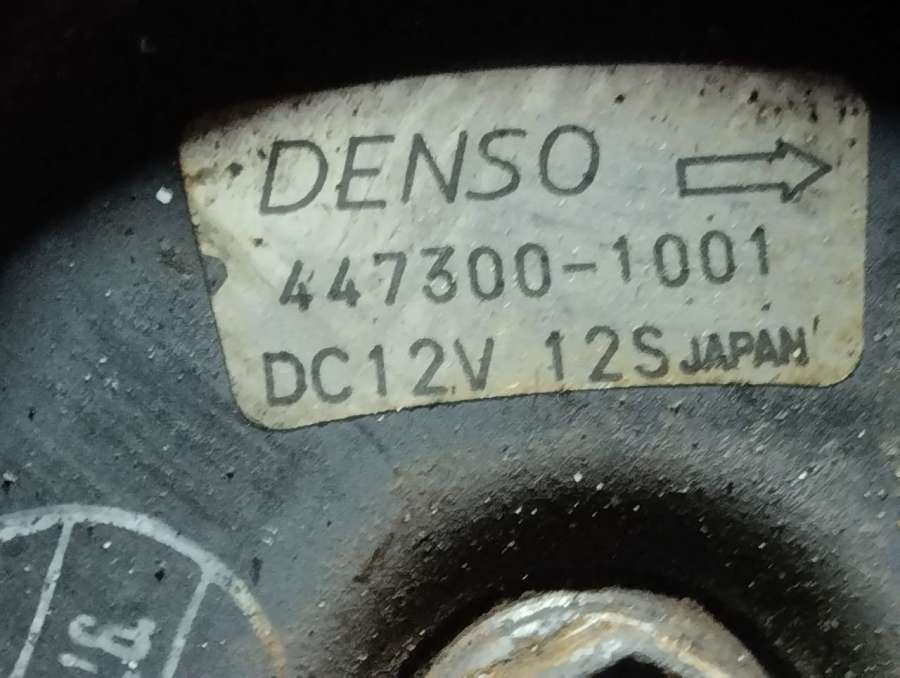 DENSO
447300-1001
DC12V 12S JAPAN